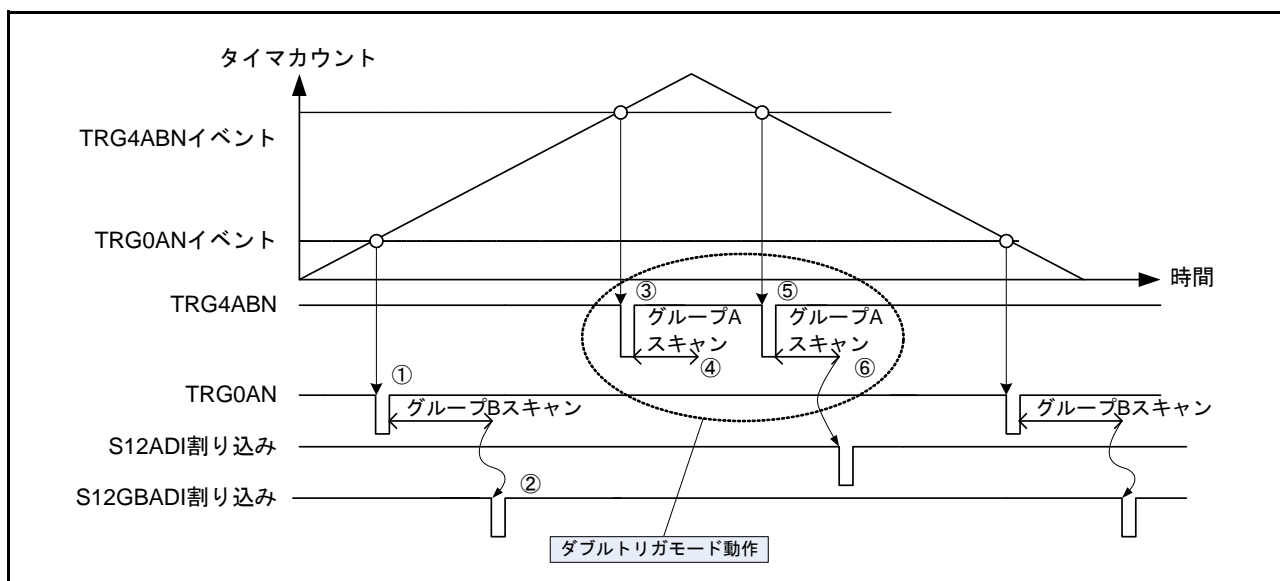 タイマカウント
TRG4ABNイベント
TRG0ANイベント
時間
TRG4ABN
③
⑤
グループA
スキャン
④
グループA
スキャン
⑥
TRG0AN
①
グループBスキャン
グループBスキャン
S12ADI割り込み
S12GBADI割り込み
②
ダブルトリガモード動作